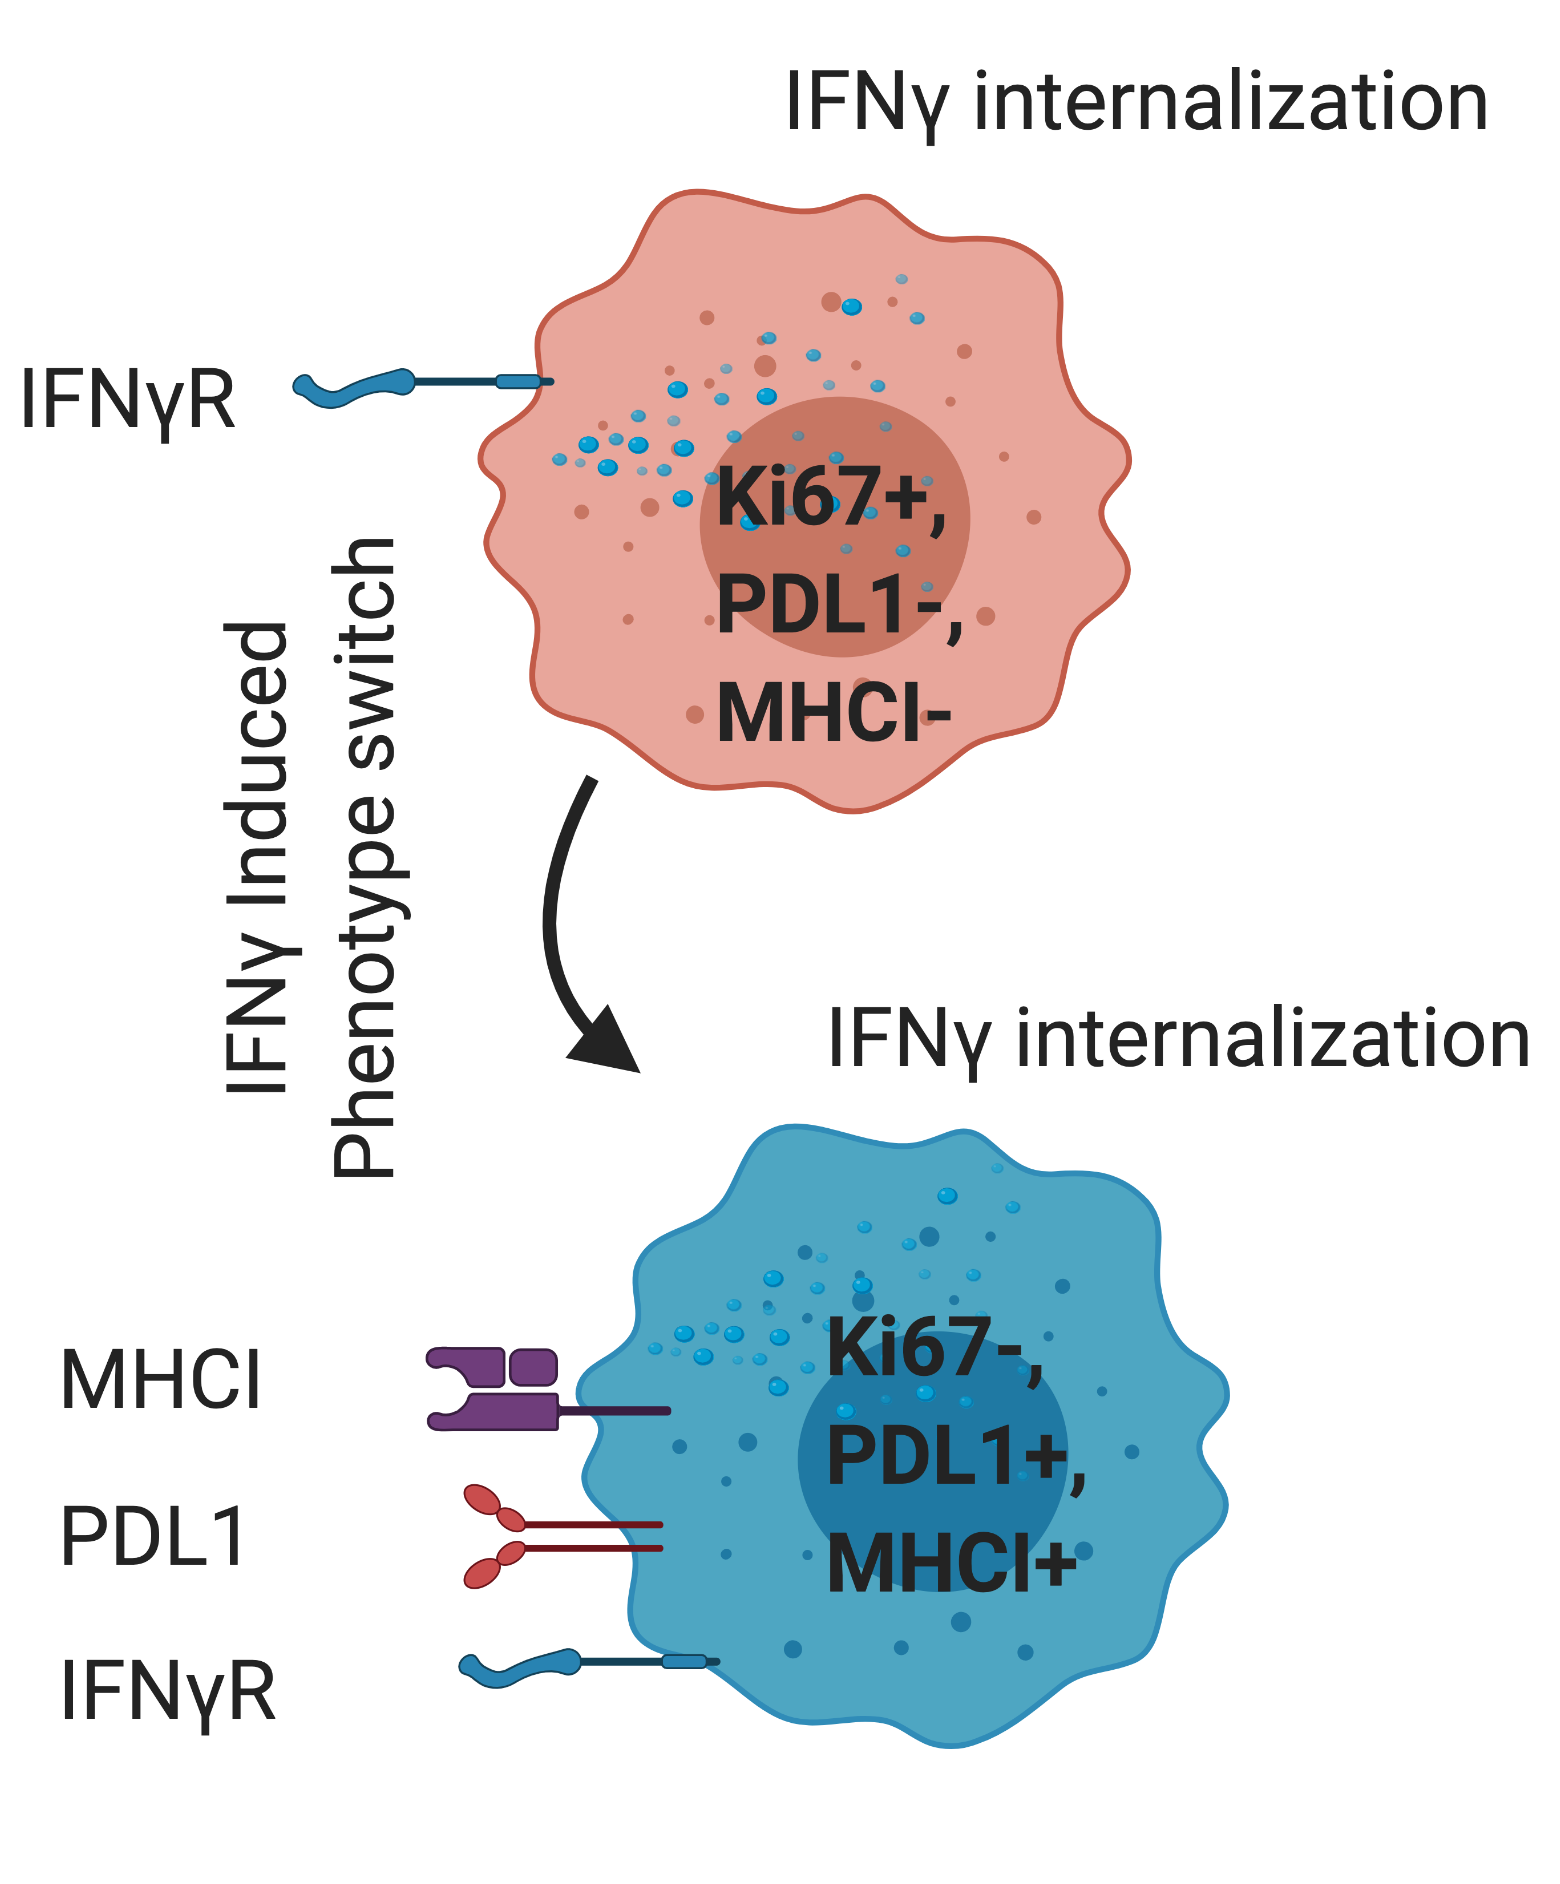 IFNγ internalization
IFNγR
Ki67+,
PDL1-,
MHCI-
IFNγ Induced
Phenotype switch
IFNγ internalization
MHCI
PDL1
IFNγR
Ki67-,
PDL1+,
MHCI+